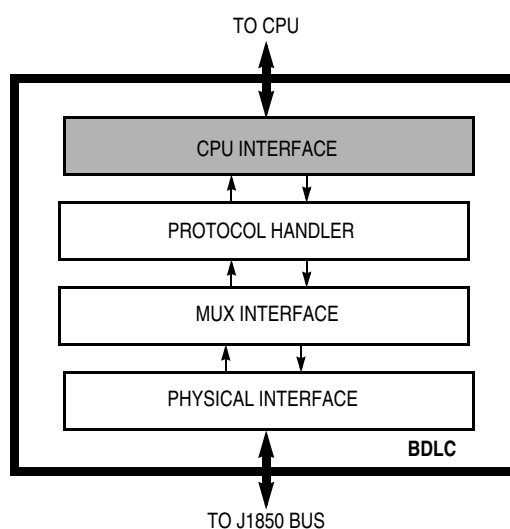 TO CPU
CPU INTERFACE
PROTOCOL HANDLER
MUX INTERFACE
PHYSICAL INTERFACE
BDLC
TO J1850 BUS